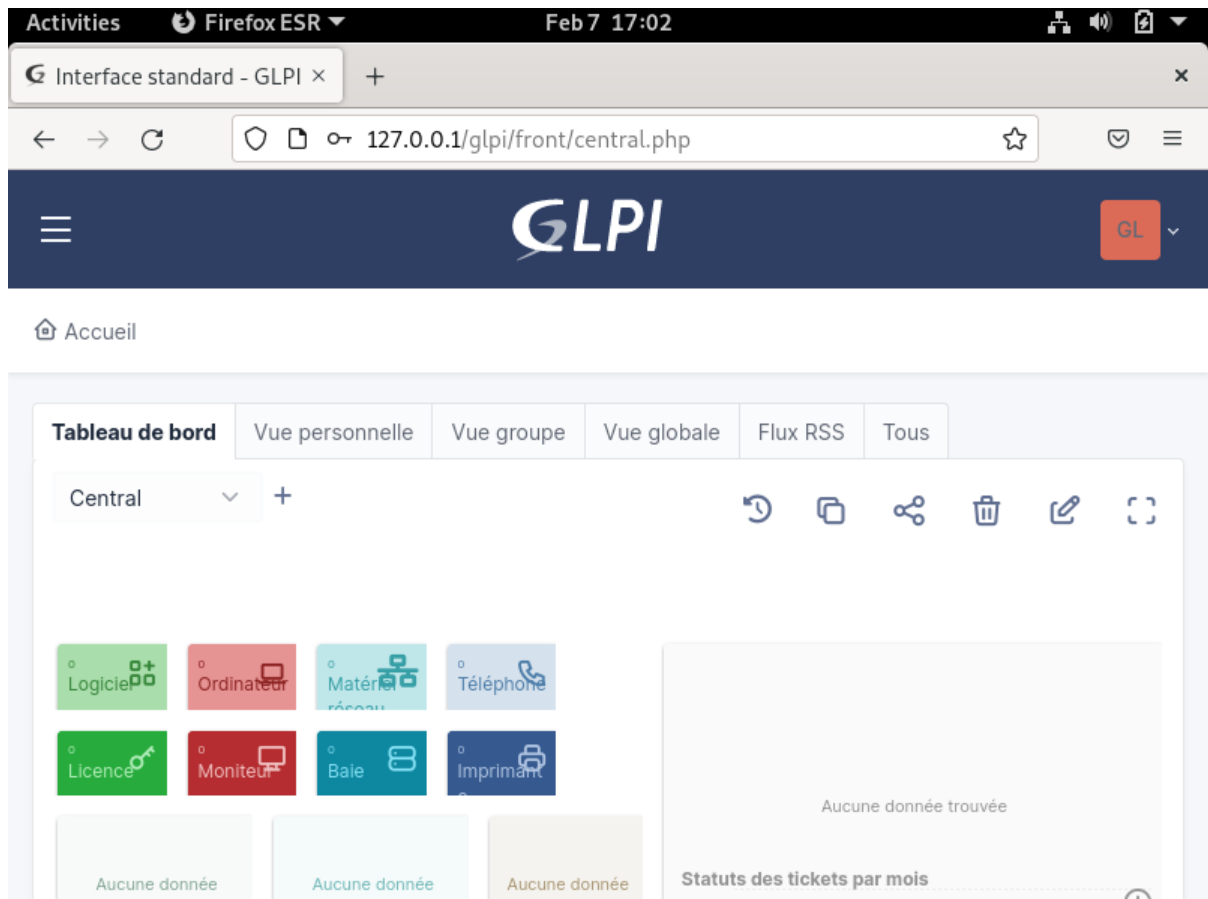 Activities Firefox ESR Feb 7 17:02
Interface standard - GLPI × +
127.0.0.1/glpi/front/central.php
GLPI
GL
Accueil
Tableau de bord Vue personnelle Vue groupe Vue globale Flux RSS Tous
Central +
0 0 0 0
Logiciel Ordinateur Matériel Téléphone
réseau
0 0 0 0
Licence Moniteur Baie Imprimant
Aucune donnée trouvée
Statuts des tickets par mois
Aucune donnée Aucune donnée Aucune donnée